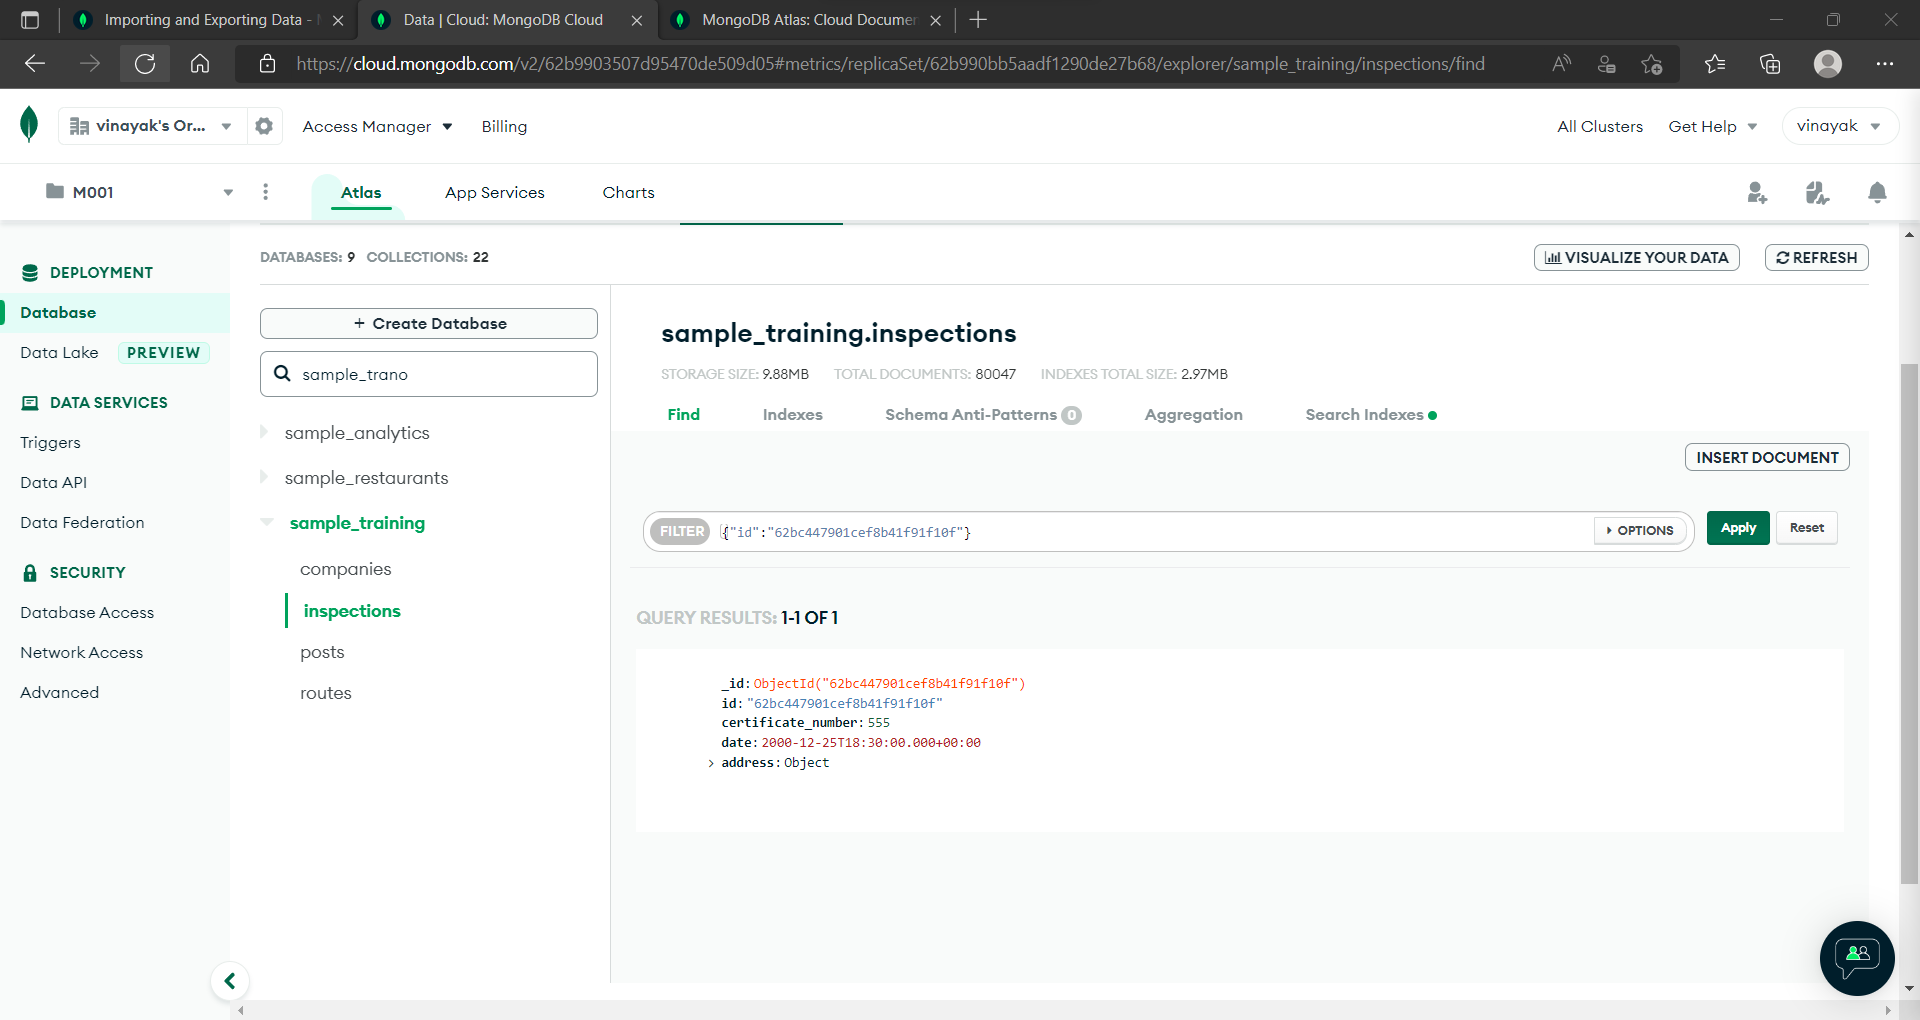 Importing and Exporting Data -
Data | Cloud: MongoDB Cloud
MongoDB Atlas: Cloud Documen
https://cloud.mongodb.com/v2/62b9903507d95470de509d05#metrics/replicaSet/62b990bb5aadf1290de27b68/explorer/sample_training/inspections/find
vinayak's Or...
Access Manager
Billing
All Clusters
Get Help
vinayak
M001
Atlas
App Services
Charts
DEPLOYMENT
Database
Data Lake PREVIEW
DATA SERVICES
Triggers
Data API
Data Federation
SECURITY
Database Access
Network Access
Advanced
DATABASES: 9 COLLECTIONS: 22
VISUALIZE YOUR DATA
REFRESH
+ Create Database
sample_trano
sample_analytics
sample_restaurants
sample_training
companies
inspections
posts
routes
sample_training.inspections
STORAGE SIZE: 9.88MB TOTAL DOCUMENTS: 80047 INDEXES TOTAL SIZE: 2.97MB
Find Indexes Schema Anti-Patterns 0 Aggregation Search Indexes
INSERT DOCUMENT
FILTER {"id":"62bc447901cef8b41f91f10f"} OPTIONS Apply Reset
QUERY RESULTS: 1-1 OF 1
_id: ObjectId("62bc447901cef8b41f91f10f")
id: "62bc447901cef8b41f91f10f"
certificate_number: 555
date: 2000-12-25T18:30:00.000+00:00
address: Object